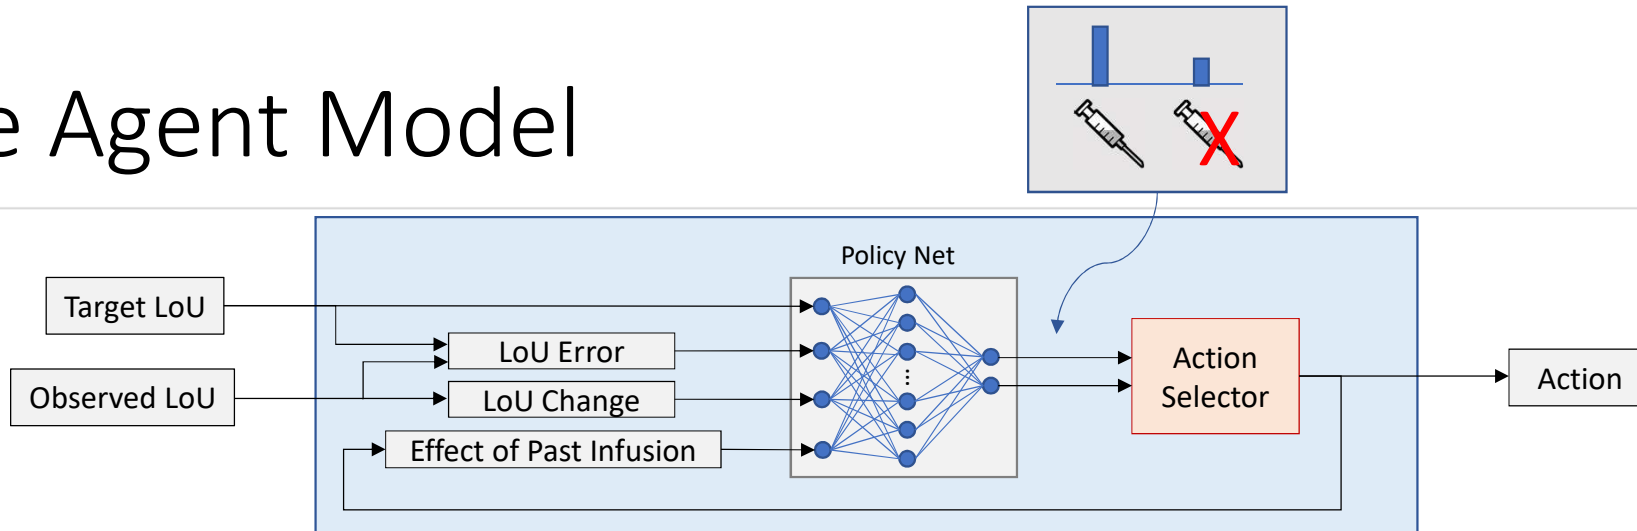 e Agent Model
Policy Net
Target LoU
LoU Error
Observed LoU
LoU Change
Effect of Past Infusion
Action
Selector
Action
X